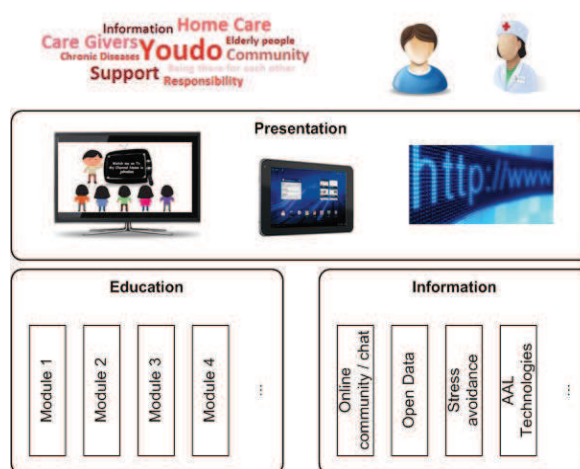 Information Home Care
Care Givers Youdo Elderly people
Chronic Diseases Community
Being there for each other
Support Responsibility
Presentation
http://www
Education
Information
Module 1
Module 2
Module 3
Module 4
...
Online
community / chat
Open Data
Stress
avoidance
AAL
Technologies
...